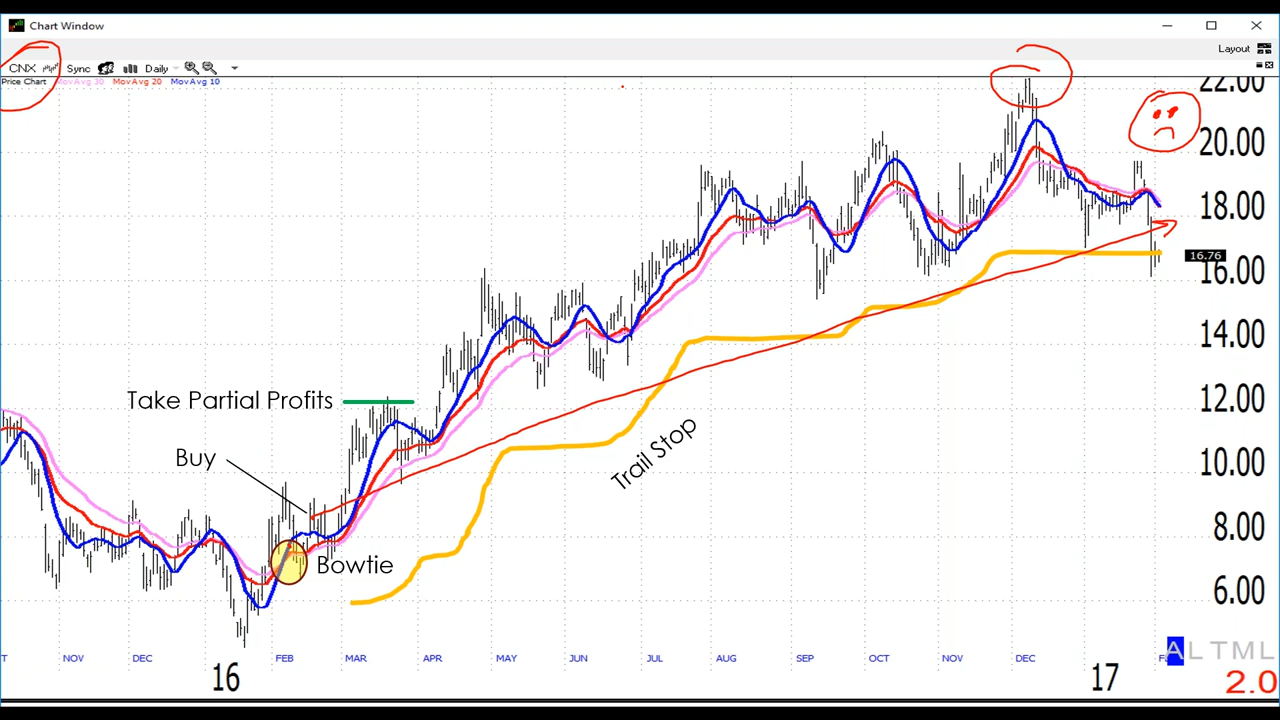 Chart Window
Layout
CNX Sync Daily
Price Chart MovAvg 30 MovAvg 20 MovAvg 10
22.00
20.00
18.00
16.76
16.00
14.00
Take Partial Profits
12.00
Trail Stop
Buy
10.00
8.00
Bowtie
6.00
NOV DEC FEB MAR APR MAY JUN JUL AUG SEP OCT NOV DEC
16 17
ALTML
2.0